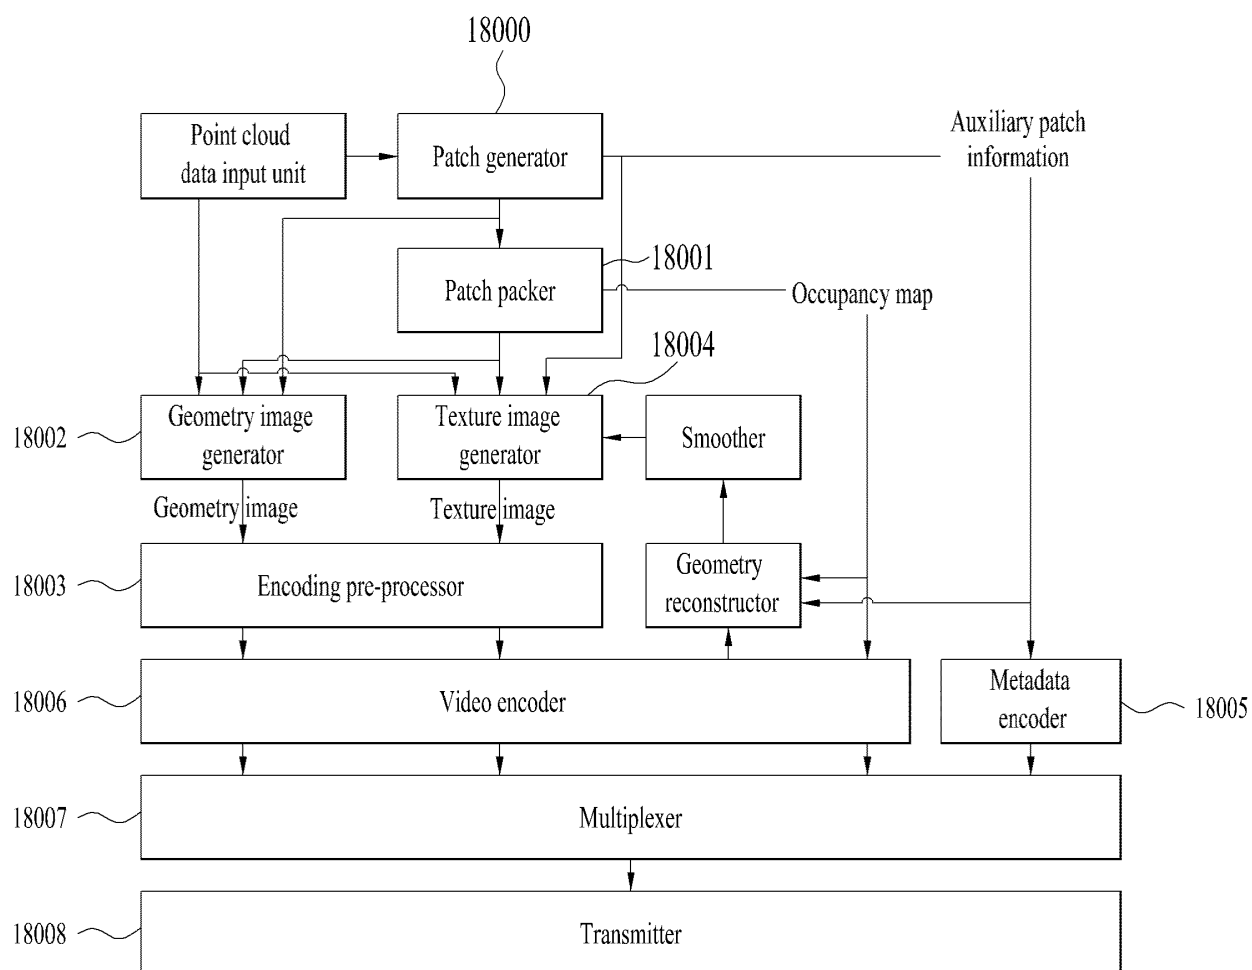 18000
Point cloud
data input unit
Patch generator
Auxiliary patch
information
18001
Patch packer
Occupancy map
18004
18002
Geometry image
generator
Texture image
generator
Smoother
Geometry image
Texture image
18003
Encoding pre-processor
Geometry
reconstructor
18006
Video encoder
Metadata
encoder
18005
18007
Multiplexer
18008
Transmitter